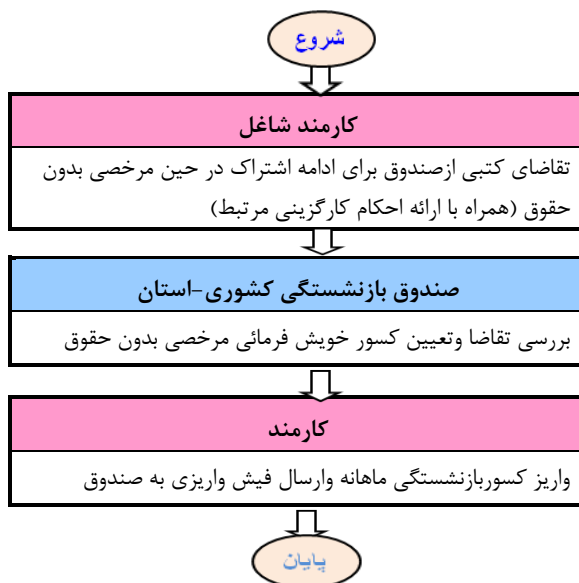 شروع
کارمند شاغل
تقاضای کتبی ازصندوق برای ادامه اشتراک در حین مرخصی بدون
حقوق (همراه با ارائه احکام کارگزینی مرتبط)
صندوق بازنشستگی کشوری-استان
بررسی تقاضا وتعیین کسور خویش فرمائی مرخصی بدون حقوق
کارمند
واریز کسوربازنشستگی ماهانه وارسال فیش واریزی به صندوق
پایان